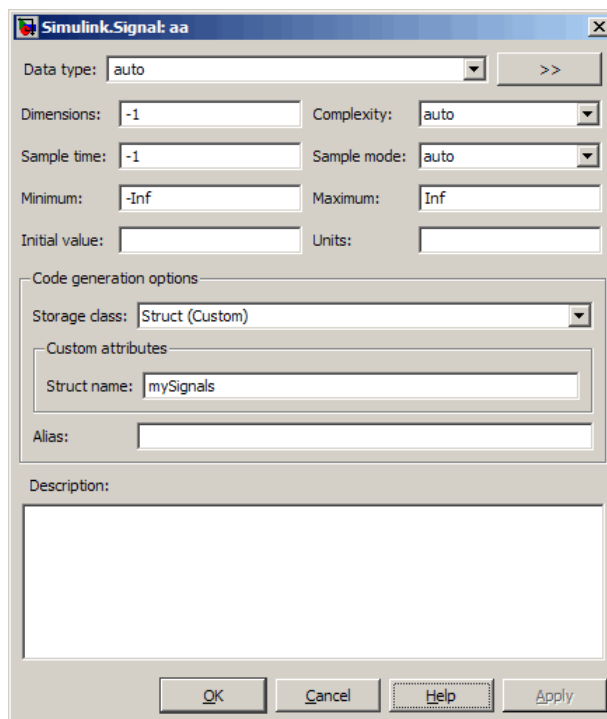 Simulink.Signal: aa
Data type: auto >>
Dimensions: -1 Complexity: auto
Sample time: -1 Sample mode: auto
Minimum: -Inf Maximum: Inf
Initial value: Units:
Code generation options
Storage class: Struct (Custom)
Custom attributes
Struct name: mySignals
Alias:
Description:
OK Cancel Help Apply